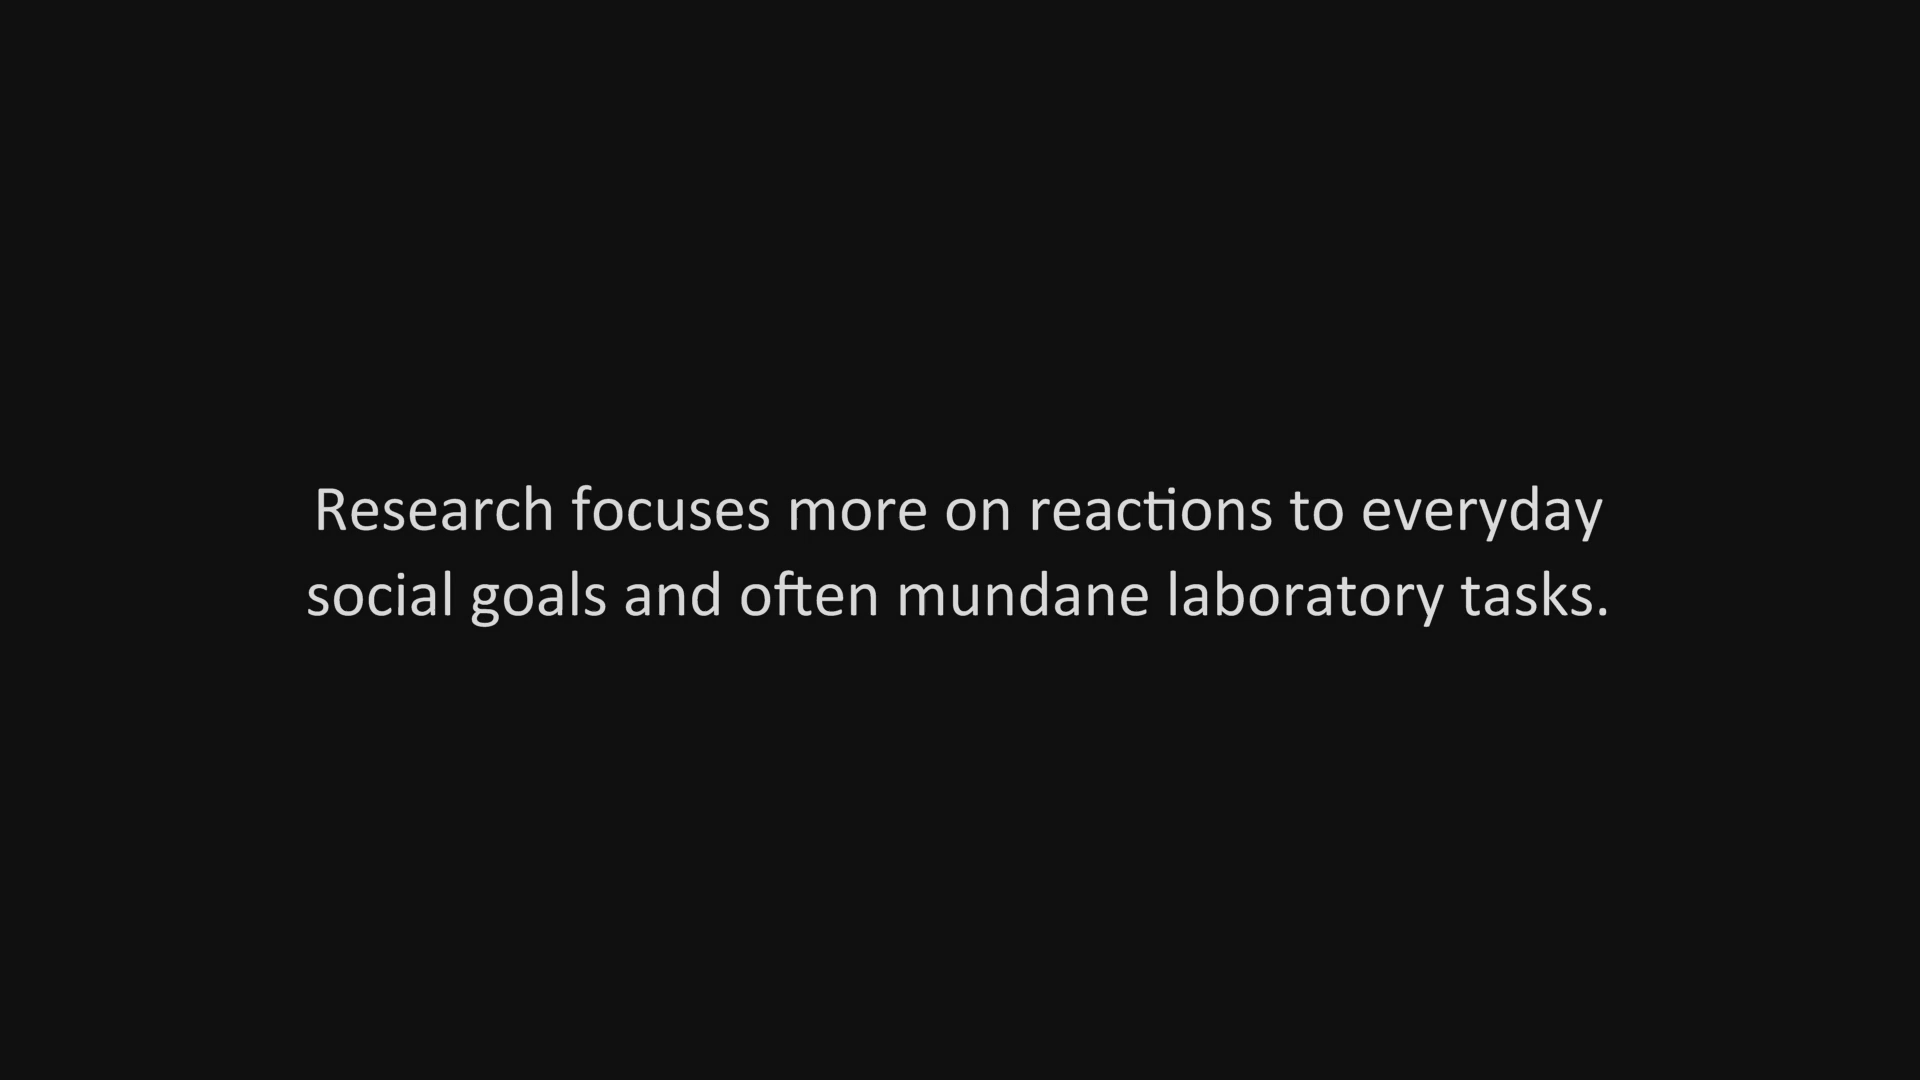 Research focuses more on reactions to everyday
social goals and often mundane laboratory tasks.